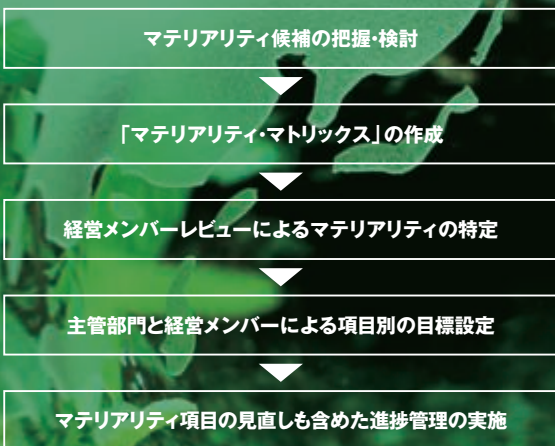 マテリアリティ候補の把握・検討
「マテリアリティ・マトリックス」の作成
経営メンバーレビューによるマテリアリティの特定
主管部門と経営メンバーによる項目別の目標設定
マテリアリティ項目の見直しも含めた進捗管理の実施